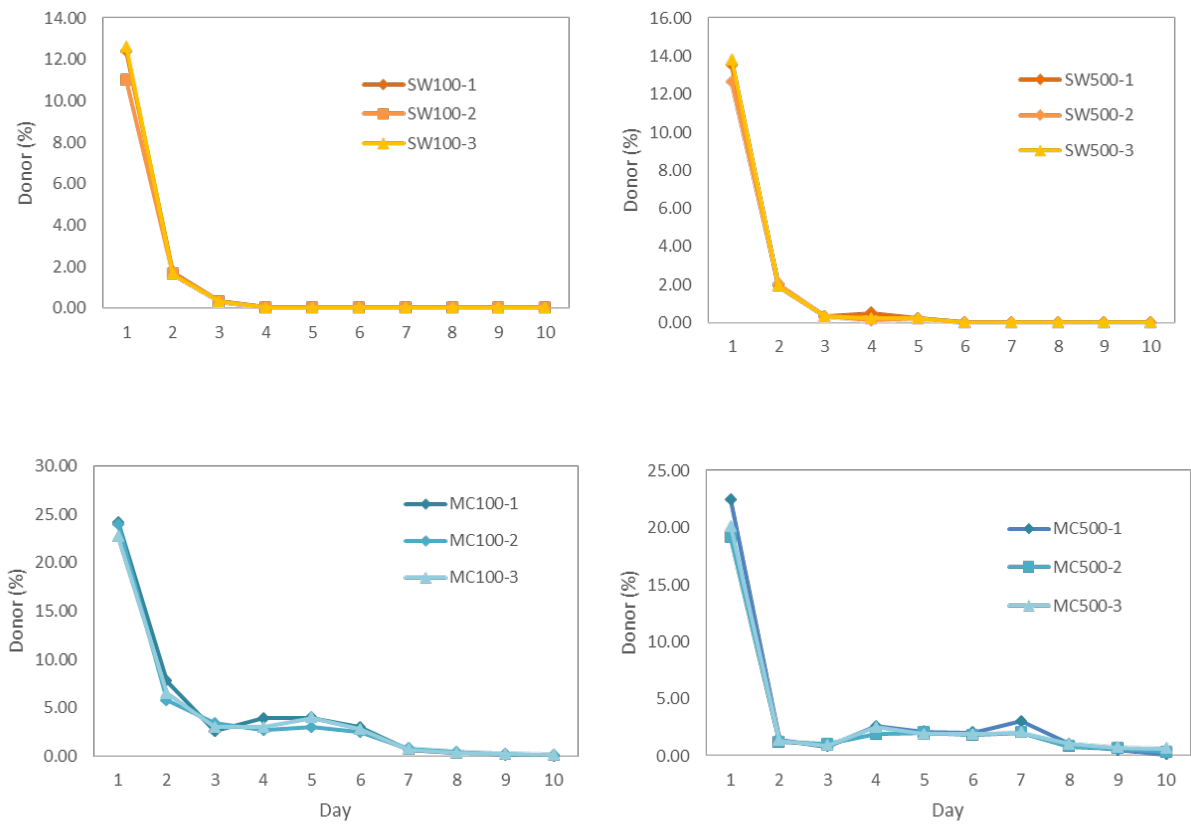 14.00
12.00
10.00
8.00
6.00
4.00
2.00
0.00
Donor (%)
SW100-1
SW100-2
SW100-3
1 2 3 4 5 6 7 8 9 10
16.00
14.00
12.00
10.00
8.00
6.00
4.00
2.00
0.00
Donor (%)
SW500-1
SW500-2
SW500-3
1 2 3 4 5 6 7 8 9 10
30.00
25.00
20.00
15.00
10.00
5.00
0.00
Donor (%)
MC100-1
MC100-2
MC100-3
1 2 3 4 5 6 7 8 9 10
Day
25.00
20.00
15.00
10.00
5.00
0.00
Donor (%)
MC500-1
MC500-2
MC500-3
1 2 3 4 5 6 7 8 9 10
Day